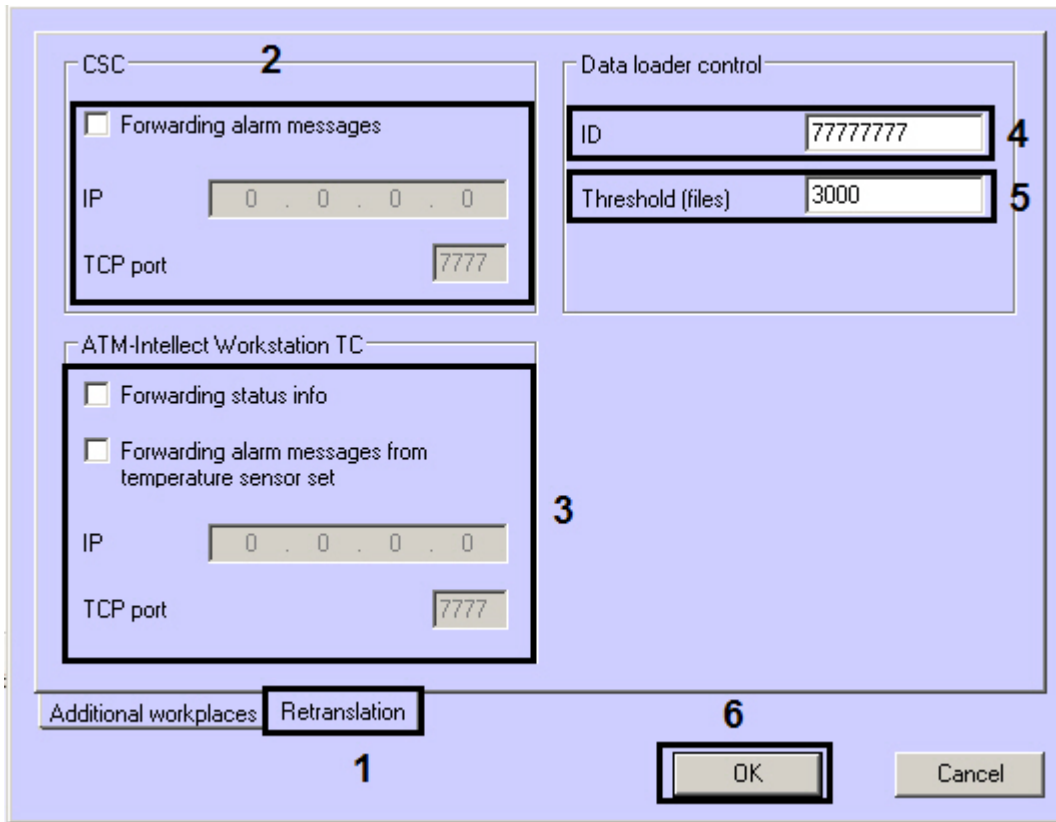 2
CSC
Forwarding alarm messages
IP 0 . 0 . 0 . 0
TCP port 7777
Data loader control
ID 77777777 4
Threshold (files) 3000 5
ATM-Intellect Workstation TC
Forwarding status info
Forwarding alarm messages from
temperature sensor set
3
IP 0 . 0 . 0 . 0
TCP port 7777
Additional workplaces Retranslation
1
6
OK Cancel